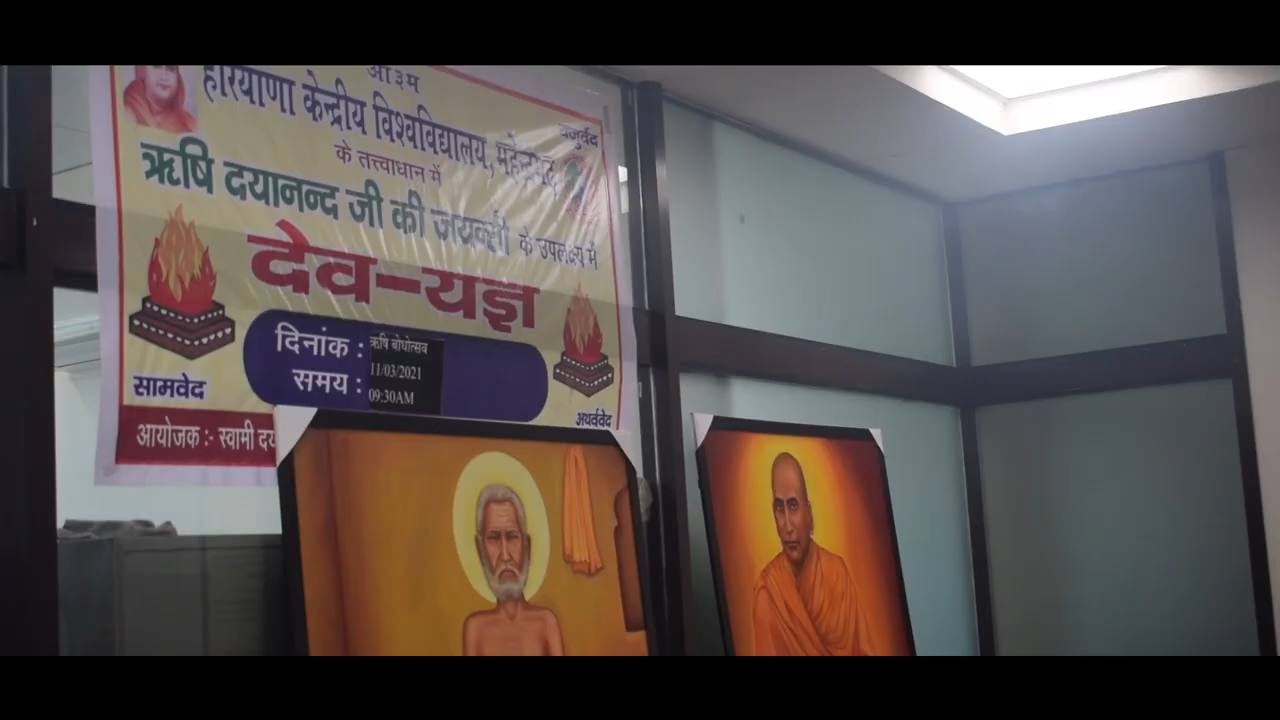 ओ३म
हरियाणा केन्द्रीय विश्वविद्यालय, महेन्द्रगढ़
यजुर्वेद
के तत्त्वाधान में
ऋषि दयानन्द जी की जयन्ती के उपलक्ष्य में
देव-यज्ञ
दिनांक : ऋषि बोधोत्सव
11/03/2021
समय : 09:30AM
सामवेद
अथर्ववेद
आयोजक :- स्वामी